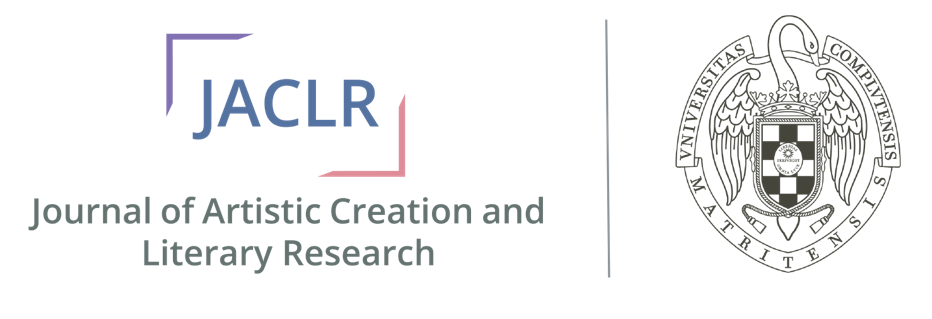 JACLR
Journal of Artistic Creation and
Literary Research
VNIVERSITAS
COMPLVTENSIS
MATRITENSIS